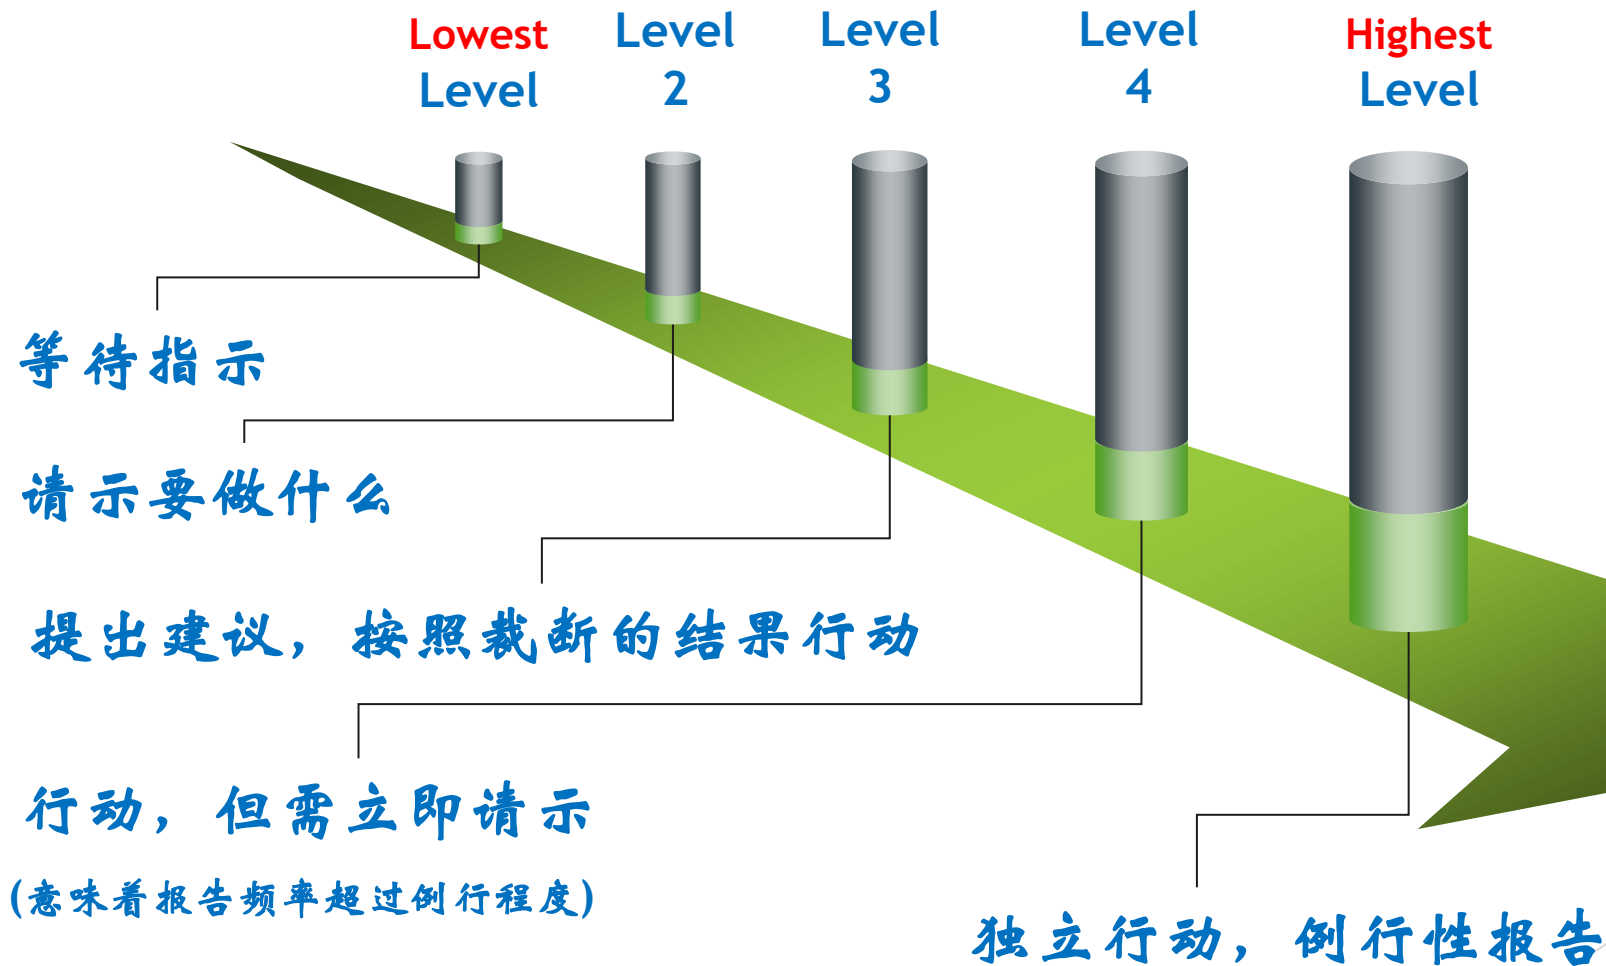 Lowest
Level
Level
2
Level
3
Level
4
Highest
Level
等待指示
请示要做什么
提出建议，按照裁断的结果行动
行动，但需立即请示
(意味着报告频率超过例行程度)
独立行动，例行性报告